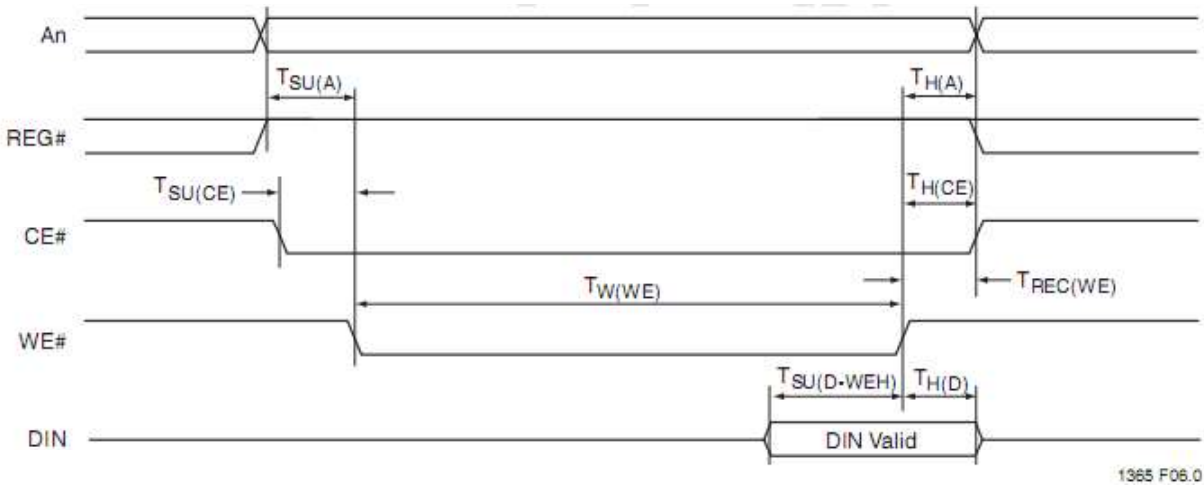 An
TSU(A)
TH(A)
REG#
TSU(CE)
TH(CE)
CE#
TW(WE)
TREC(WE)
WE#
TSU(D-WEH)
TH(D)
DIN
DIN Valid
1365 F06.0